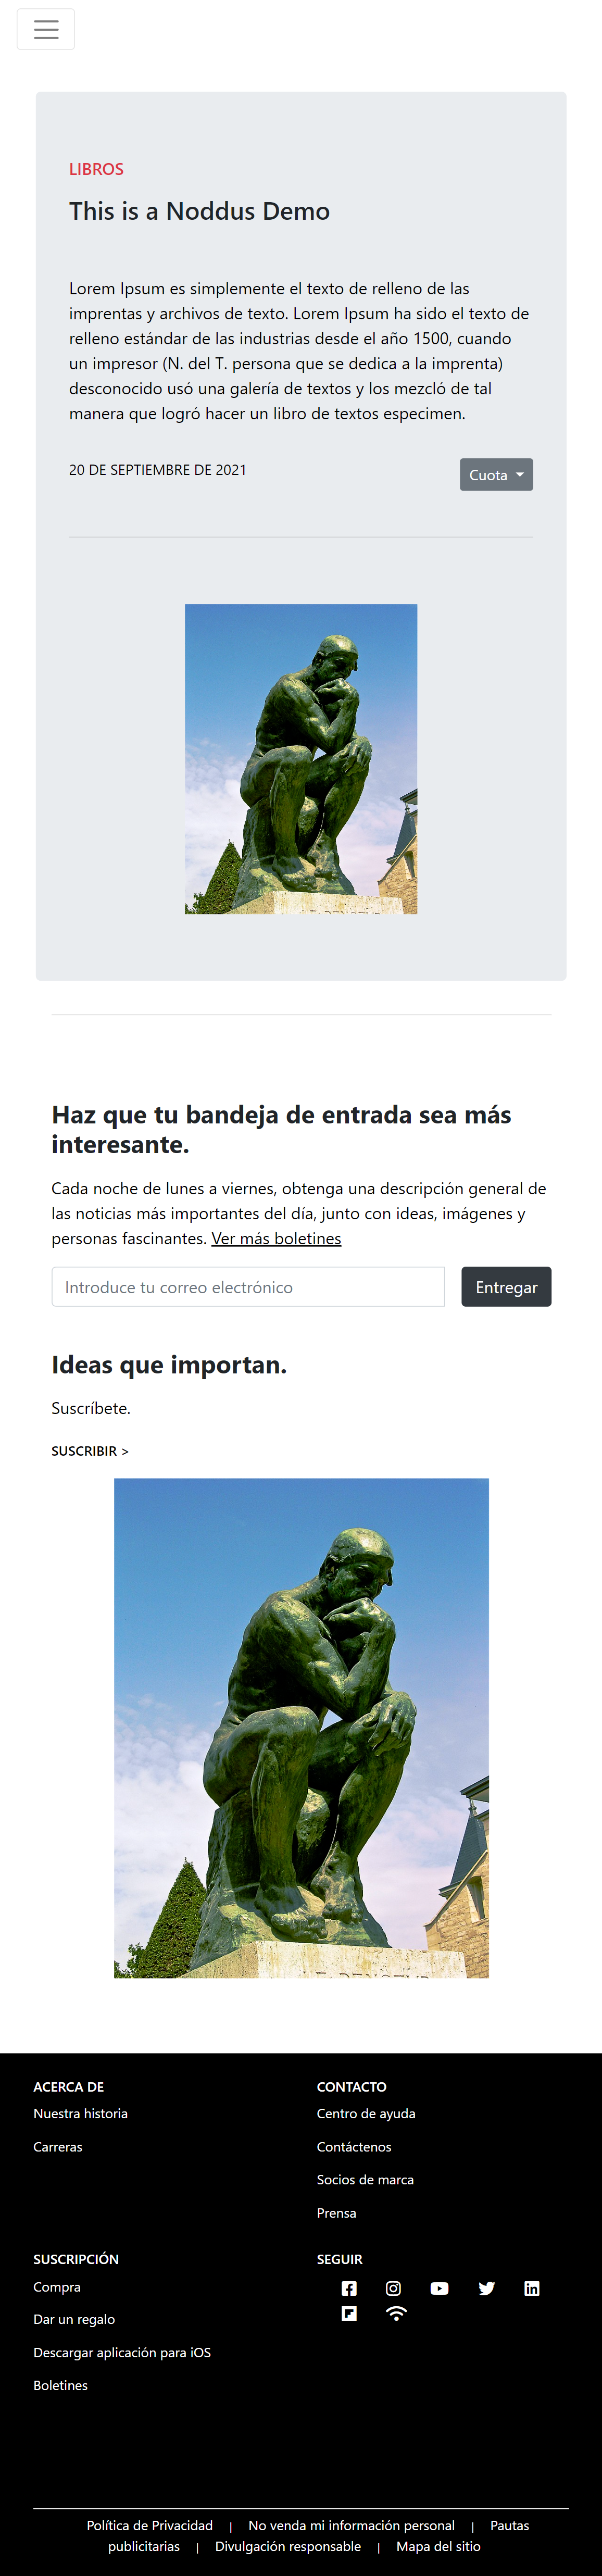 LIBROS
This is a Noddus Demo
Lorem Ipsum es simplemente el texto de relleno de las
imprentas y archivos de texto. Lorem Ipsum ha sido el texto de
relleno estándar de las industrias desde el año 1500, cuando
un impresor (N. del T. persona que se dedica a la imprenta)
desconocido usó una galería de textos y los mezcló de tal
manera que logró hacer un libro de textos especimen.
20 DE SEPTIEMBRE DE 2021
Cuota
Haz que tu bandeja de entrada sea más
interesante.
Cada noche de lunes a viernes, obtenga una descripción general de
las noticias más importantes del día, junto con ideas, imágenes y
personas fascinantes. Ver más boletines
Introduce tu correo electrónico
Entregar
Ideas que importan.
Suscríbete.
SUSCRIBIR >
ACERCA DE
Nuestra historia
Carreras
CONTACTO
Centro de ayuda
Contáctenos
Socios de marca
Prensa
SUSCRIPCIÓN
Compra
Dar un regalo
Descargar aplicación para iOS
Boletines
SEGUIR
Política de Privacidad | No venda mi información personal | Pautas
publicitarias | Divulgación responsable | Mapa del sitio